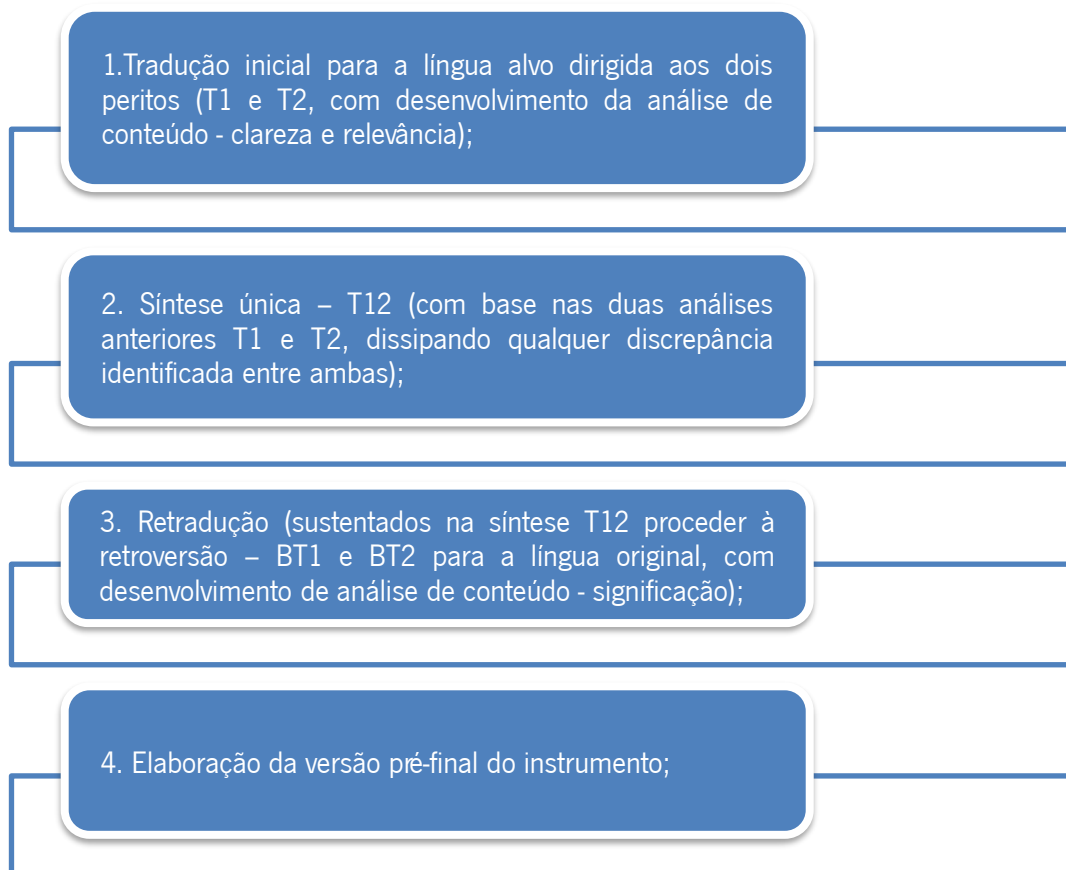 1.Tradução inicial para a língua alvo dirigida aos dois
peritos (T1 e T2, com desenvolvimento da análise de
conteúdo - clareza e relevância);
2. Síntese única – T12 (com base nas duas análises
anteriores T1 e T2, dissipando qualquer discrepância
identificada entre ambas);
3. Retradução (sustentados na síntese T12 proceder à
retroversão – BT1 e BT2 para a língua original, com
desenvolvimento de análise de conteúdo - significação);
4. Elaboração da versão pré-final do instrumento;